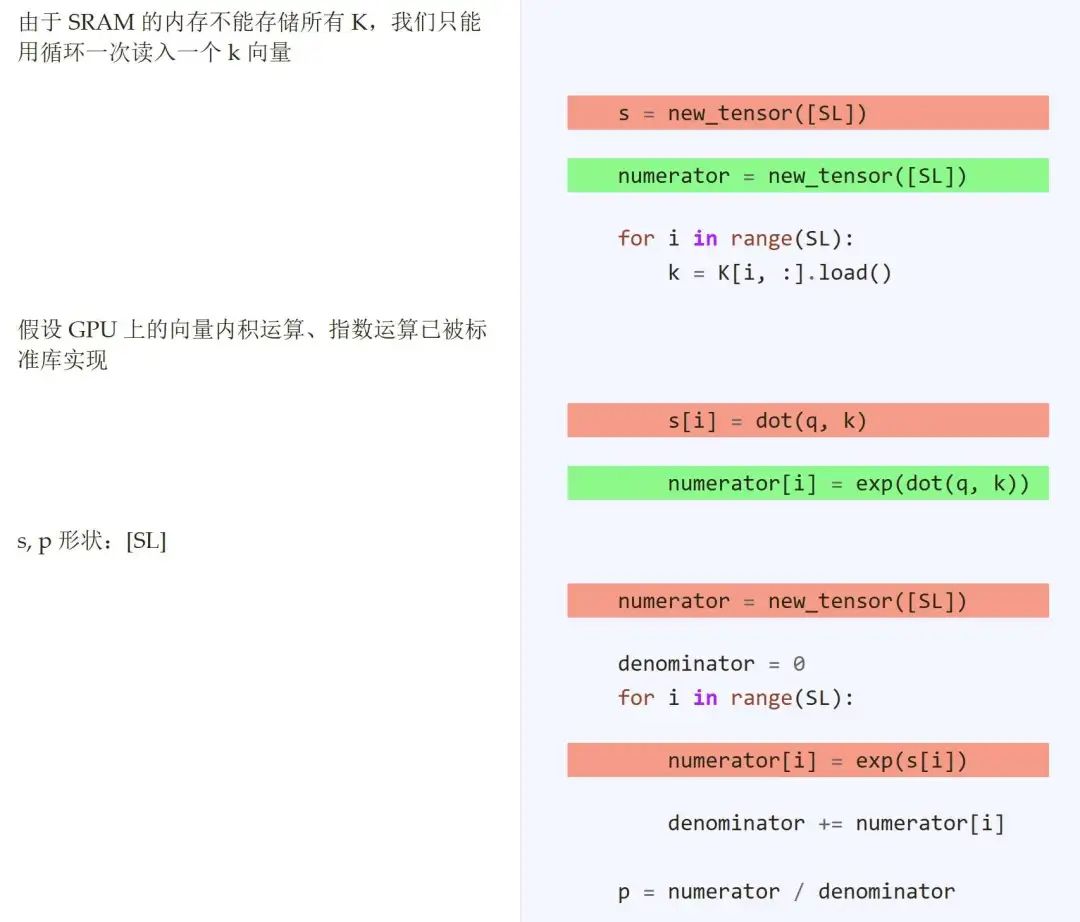 由于 SRAM 的内存不能存储所有 K，我们只能
用循环一次读入一个 k 向量
s = new_tensor([SL])
numerator = new_tensor([SL])
for i in range(SL):
k = K[i, :].load()
假设 GPU 上的向量内积运算、指数运算已被标
准库实现
s[i] = dot(q, k)
numerator[i] = exp(dot(q, k))
s, p 形状：[SL]
numerator = new_tensor([SL])
denominator = 0
for i in range(SL):
numerator[i] = exp(s[i])
denominator += numerator[i]
p = numerator / denominator